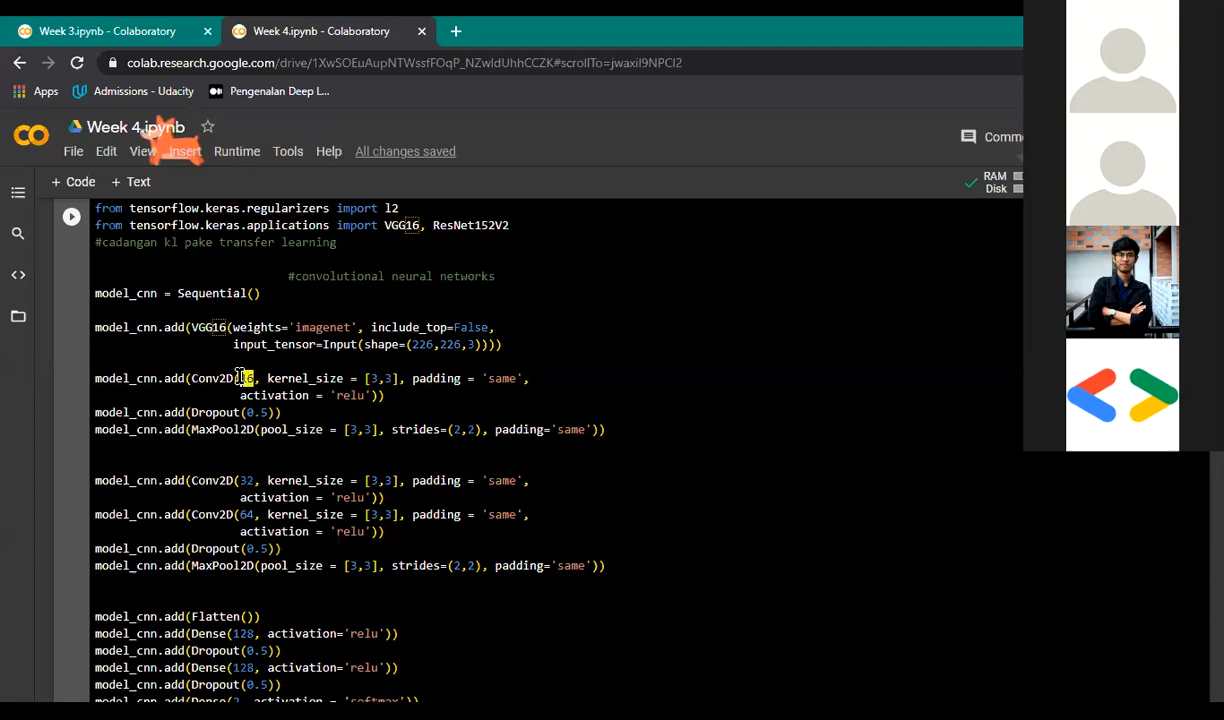 Week 3.ipynb - Colaboratory
Week 4.ipynb - Colaboratory
colab.research.google.com/drive/1XwSOEuAupNTWssfFOqP_NZwldUhhCCZK#scrollTo=jwaxil9NPCl2
Apps
Admissions - Udacity
Pengenalan Deep L...
Week 4.ipynb
File Edit View Insert Runtime Tools Help All changes saved
Comme
+ Code + Text
RAM
Disk
from tensorflow.keras.regularizers import l2
from tensorflow.keras.applications import VGG16, ResNet152V2
#cadangan kl pake transfer learning
#convolutional neural networks
model_cnn = Sequential()
model_cnn.add(VGG16(weights='imagenet', include_top=False,
input_tensor=Input(shape=(226,226,3))))
model_cnn.add(Conv2D(16, kernel_size = [3,3], padding = 'same',
activation = 'relu'))
model_cnn.add(Dropout(0.5))
model_cnn.add(MaxPool2D(pool_size = [3,3], strides=(2,2), padding='same'))
model_cnn.add(Conv2D(32, kernel_size = [3,3], padding = 'same',
activation = 'relu'))
model_cnn.add(Conv2D(64, kernel_size = [3,3], padding = 'same',
activation = 'relu'))
model_cnn.add(Dropout(0.5))
model_cnn.add(MaxPool2D(pool_size = [3,3], strides=(2,2), padding='same'))
model_cnn.add(Flatten())
model_cnn.add(Dense(128, activation='relu'))
model_cnn.add(Dropout(0.5))
model_cnn.add(Dense(128, activation='relu'))
model_cnn.add(Dropout(0.5))
model_cnn.add(Dense(2, activation = 'softmax'))